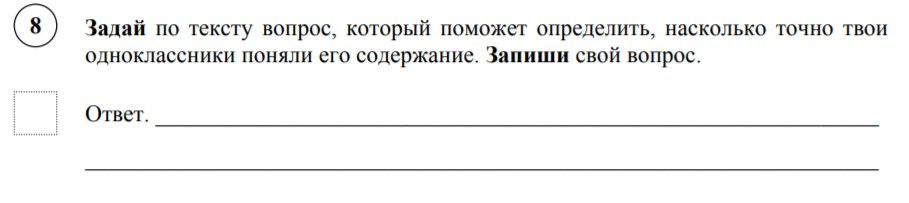 8 Задай по тексту вопрос, который поможет определить, насколько точно твои
одноклассники поняли его содержание. Запиши свой вопрос.
Ответ.